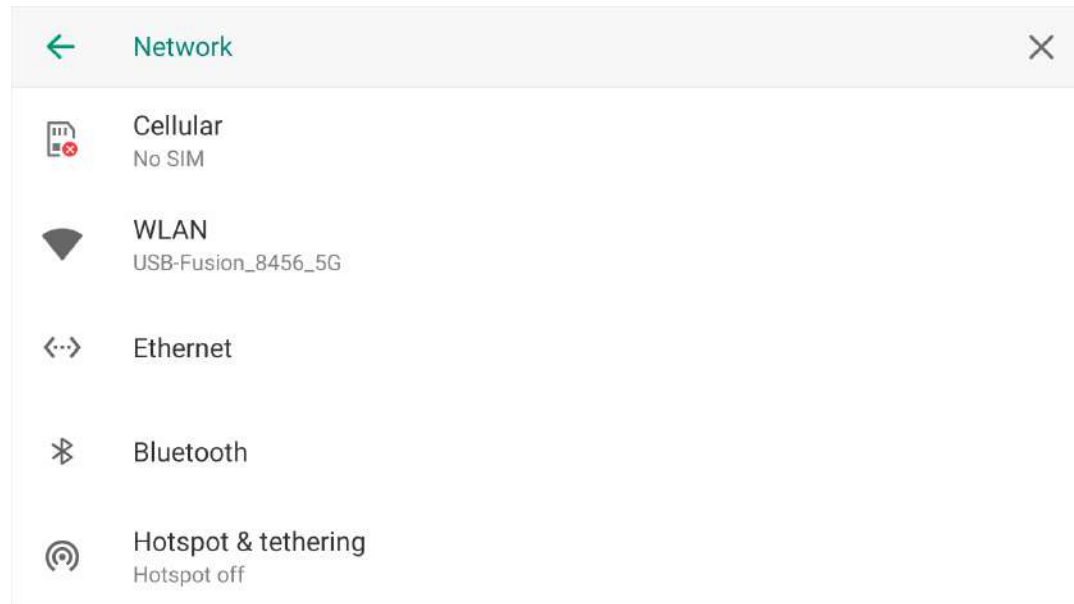 Network
Cellular
No SIM
WLAN
USB-Fusion_8456_5G
Ethernet
Bluetooth
Hotspot & tethering
Hotspot off